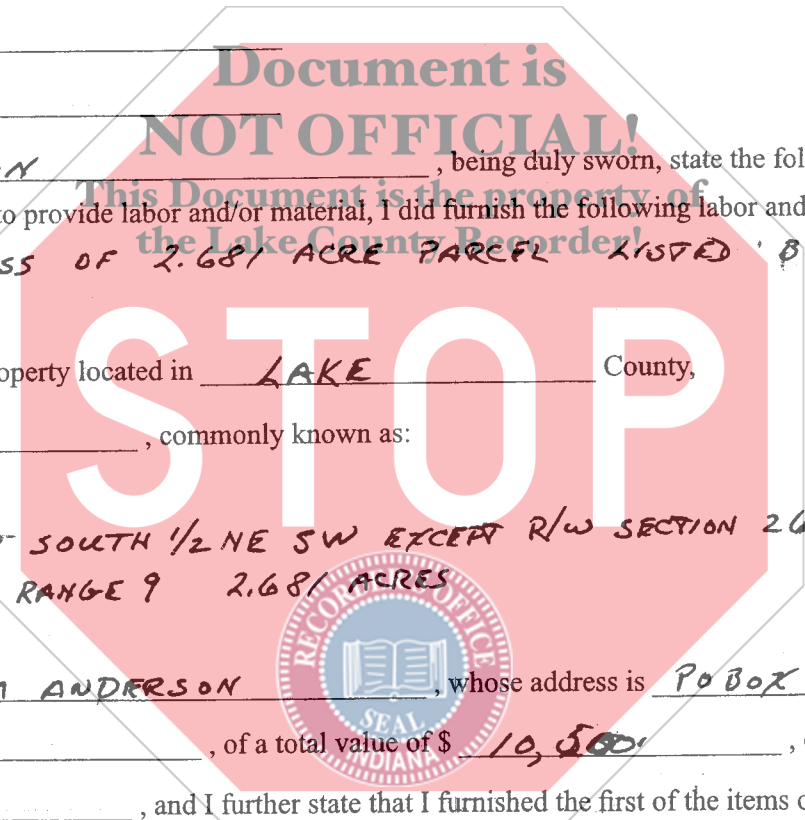 Document is
NOT OFFICIAL!
ON , being duly sworn, state the fol
This Document is the property of
to provide labor and/or material, I did furnish the following labor and
the Lake County Recorder!
SS OF 2.681 ACRE PARCEL LISTED B
STOP
operty located in LAKE County,
, commonly known as:
SOUTH 1/2 NE SW EXCEPT R/W SECTION 26
RANGE 9 2.681 ACRES
RECORDER'S OFFICE
ANDERSON , whose address is PO BOX
SEAL
, of a total value of $ 10,500.
INDIANA
, and I further state that I furnished the first of the items o